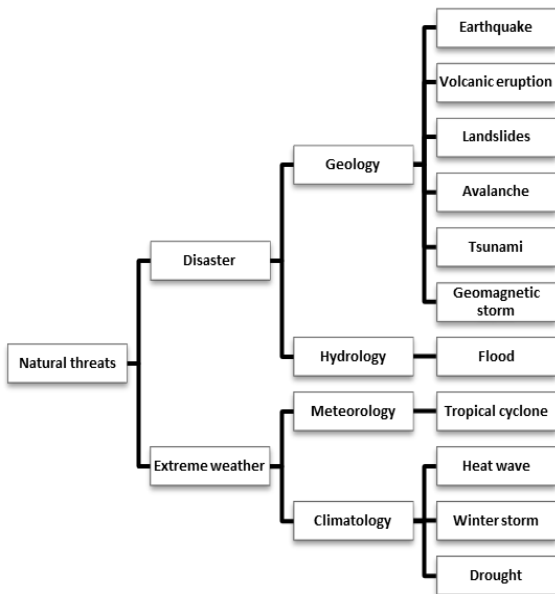 Earthquake
Volcanic eruption
Landslides
Geology
Avalanche
Disaster
Tsunami
Geomagnetic
storm
Natural threats
Hydrology
Flood
Meteorology
Tropical cyclone
Extreme weather
Heat wave
Climatology
Winter storm
Drought